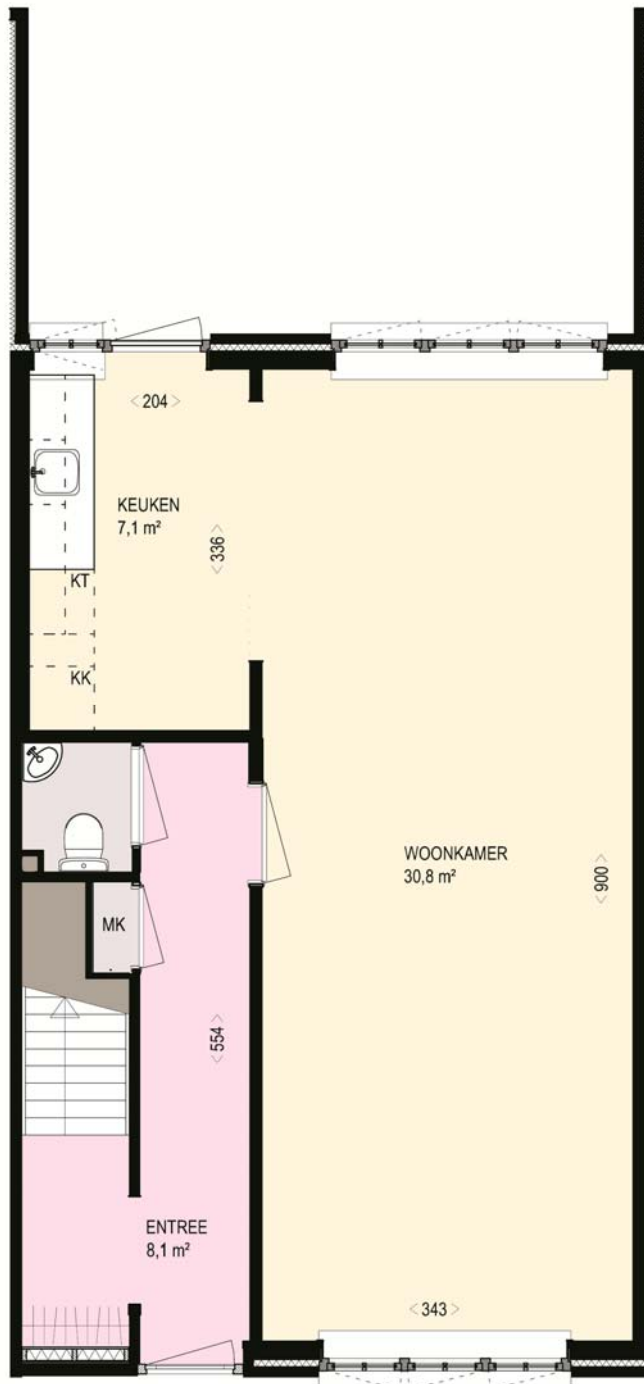 < 204 >
KEUKEN
7,1 m²
< 336 >
KT
KK
WOONKAMER
30,8 m²
< 900 >
MK
< 554 >
ENTREE
8,1 m²
< 343 >